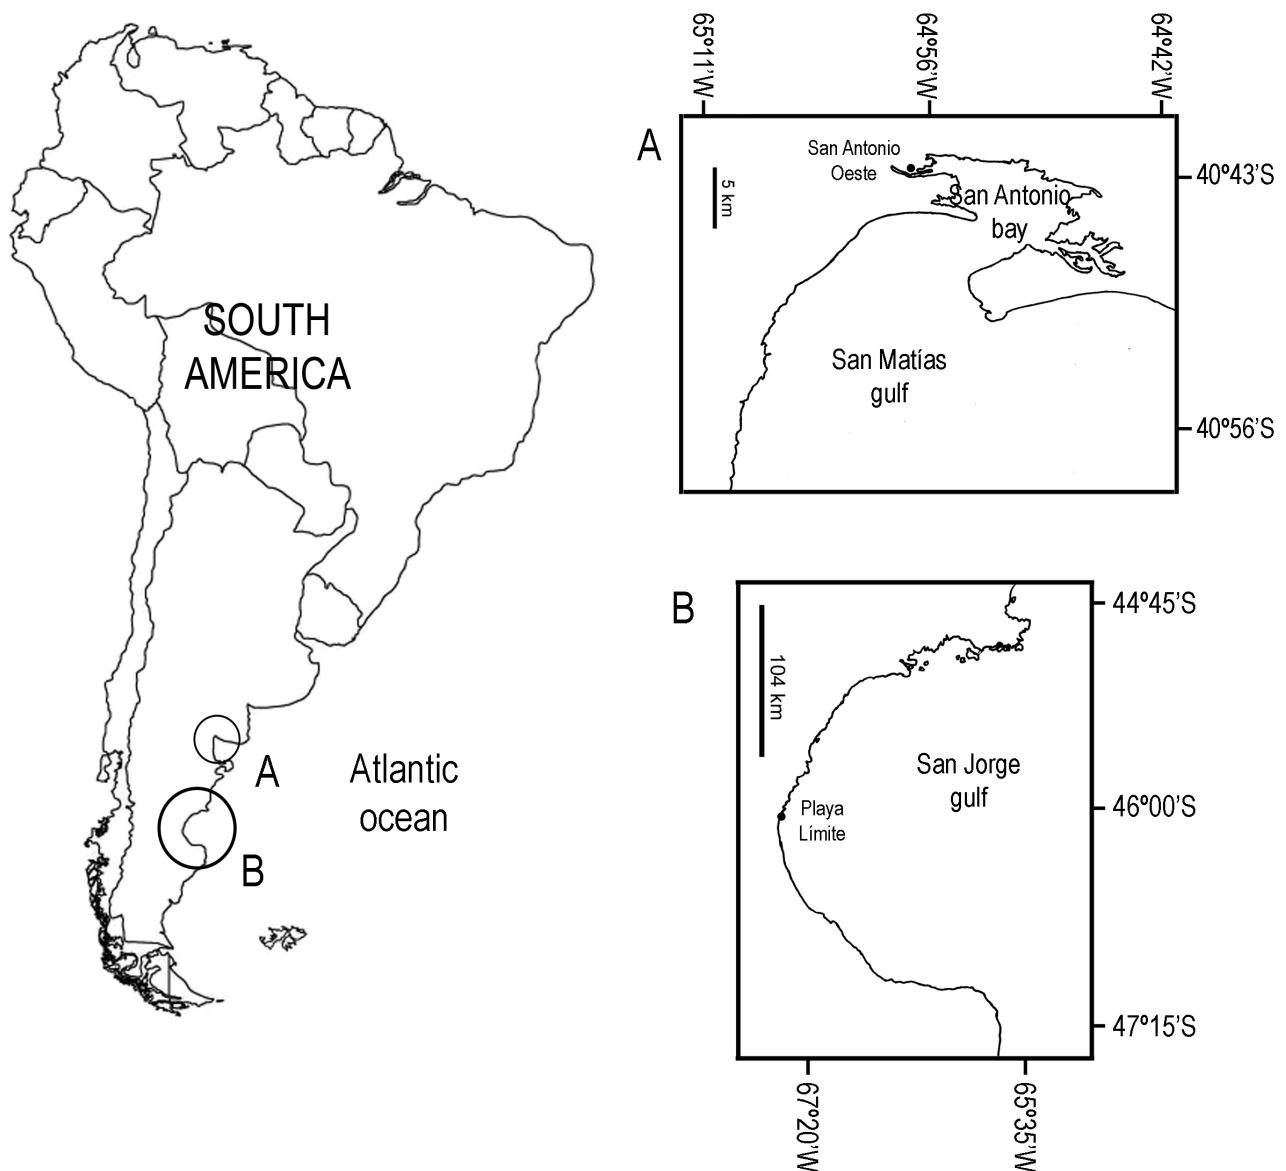 SOUTH
AMERICA
Atlantic
ocean
A
B
65º11’W
64º56’W
64º42’W
A
San Antonio
Oeste
5 km
San Antonio
bay
San Matías
gulf
40º43’S
40º56’S
B
104 km
San Jorge
gulf
Playa
Límite
44º45’S
46º00’S
47º15’S
67º20’W
65º35’W